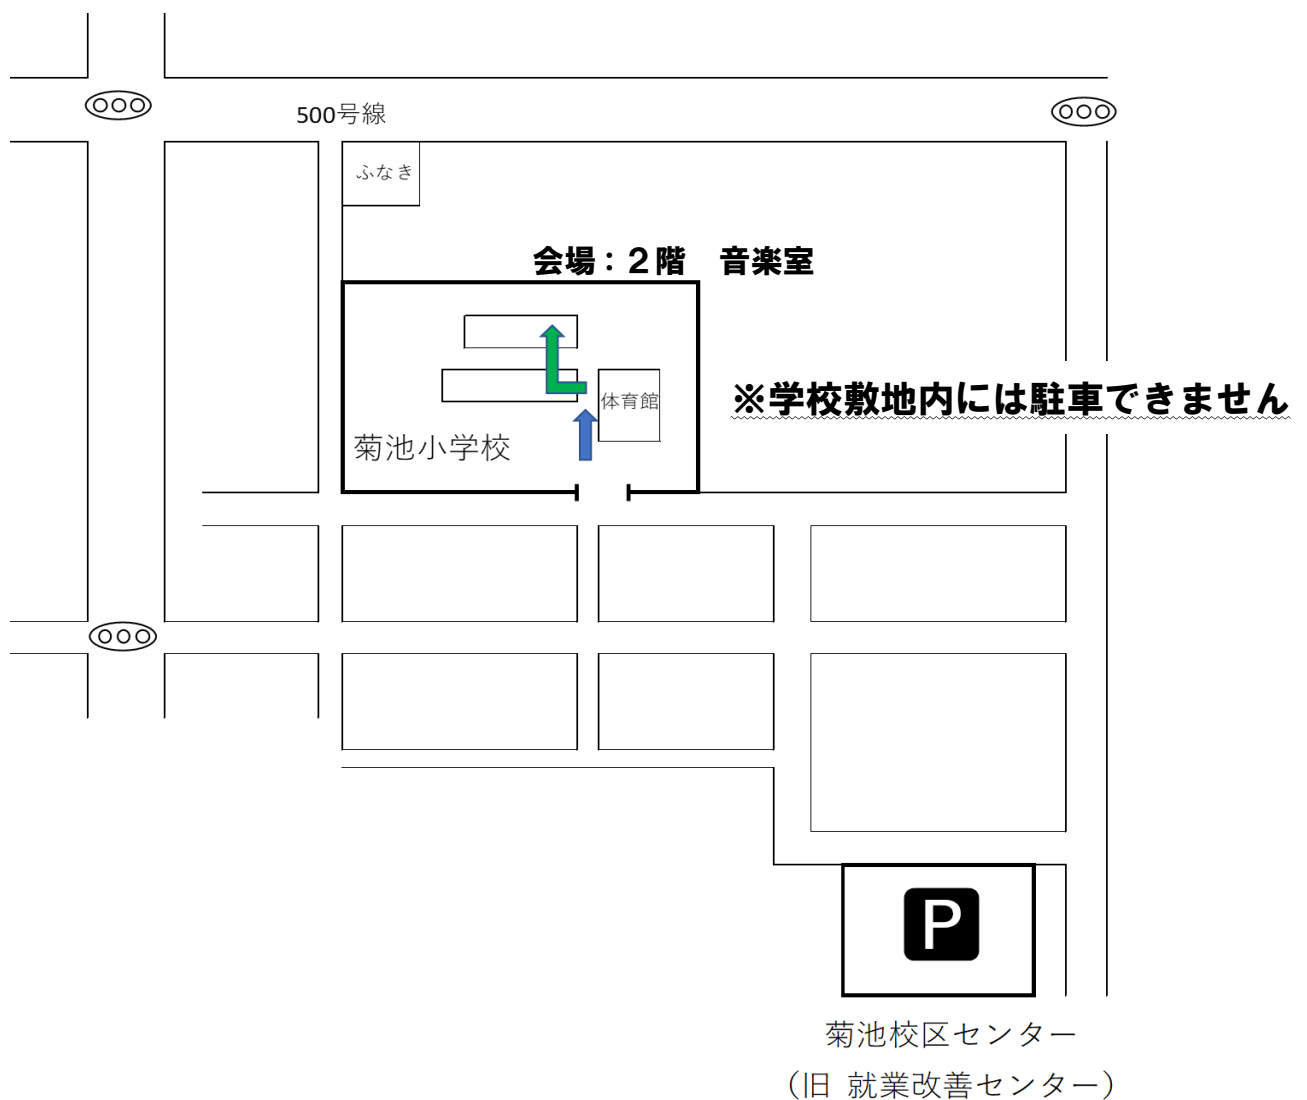 500号線
ふなき
会場：２階　音楽室
※学校敷地内には駐車できません
体育館
菊池小学校
P
菊池校区センター
（旧 就業改善センター）